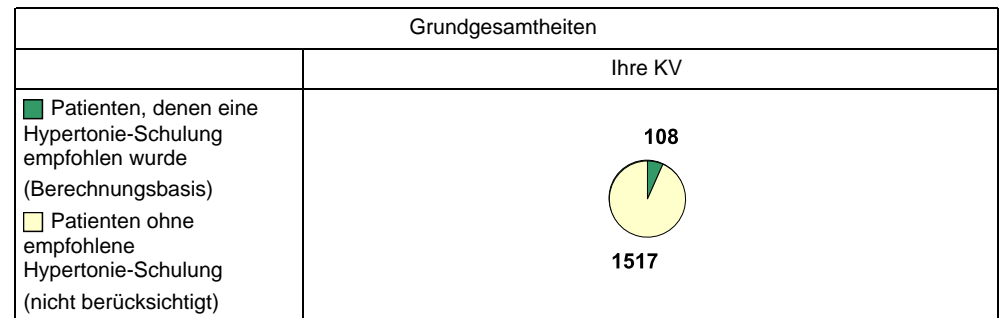 Grundgesamtheiten
Ihre KV
Patienten, denen eine
Hypertonie-Schulung
empfohlen wurde
(Berechnungsbasis)
Patienten ohne
empfohlene
Hypertonie-Schulung
(nicht berücksichtigt)
108
1517